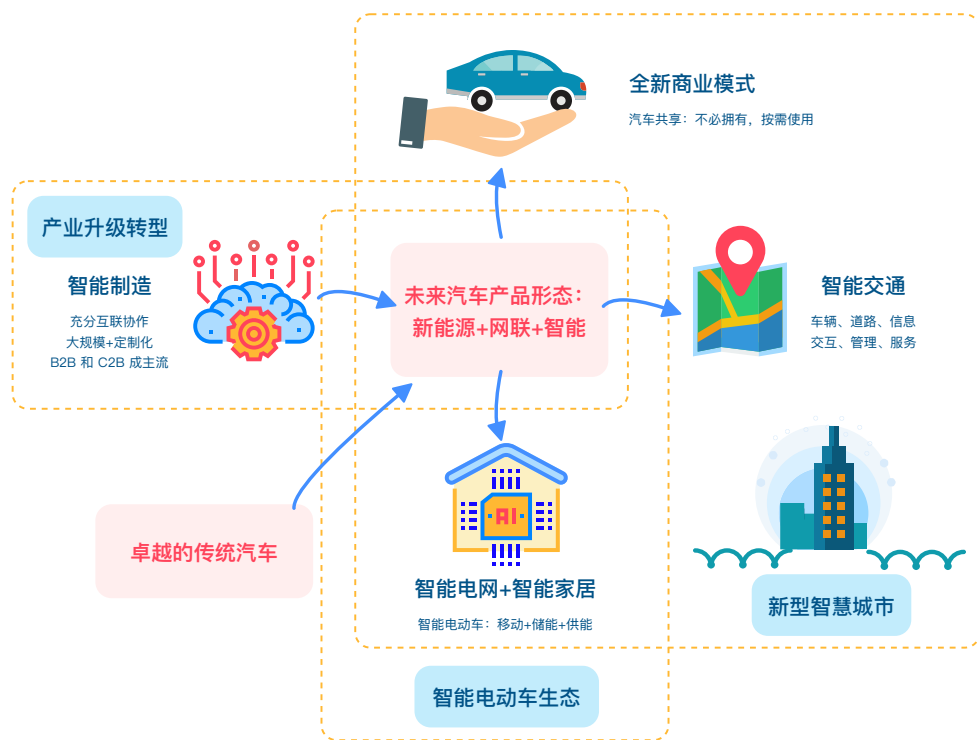 全新商业模式
汽车共享：不必拥有，按需使用
产业升级转型
智能制造
充分互联协作
大规模+定制化
B2B 和 C2B 成主流
未来汽车产品形态：
新能源+网联+智能
智能交通
车辆、道路、信息
交互、管理、服务
卓越的传统汽车
AI
智能电网+智能家居
智能电动车：移动+储能+供能
新型智慧城市
智能电动车生态